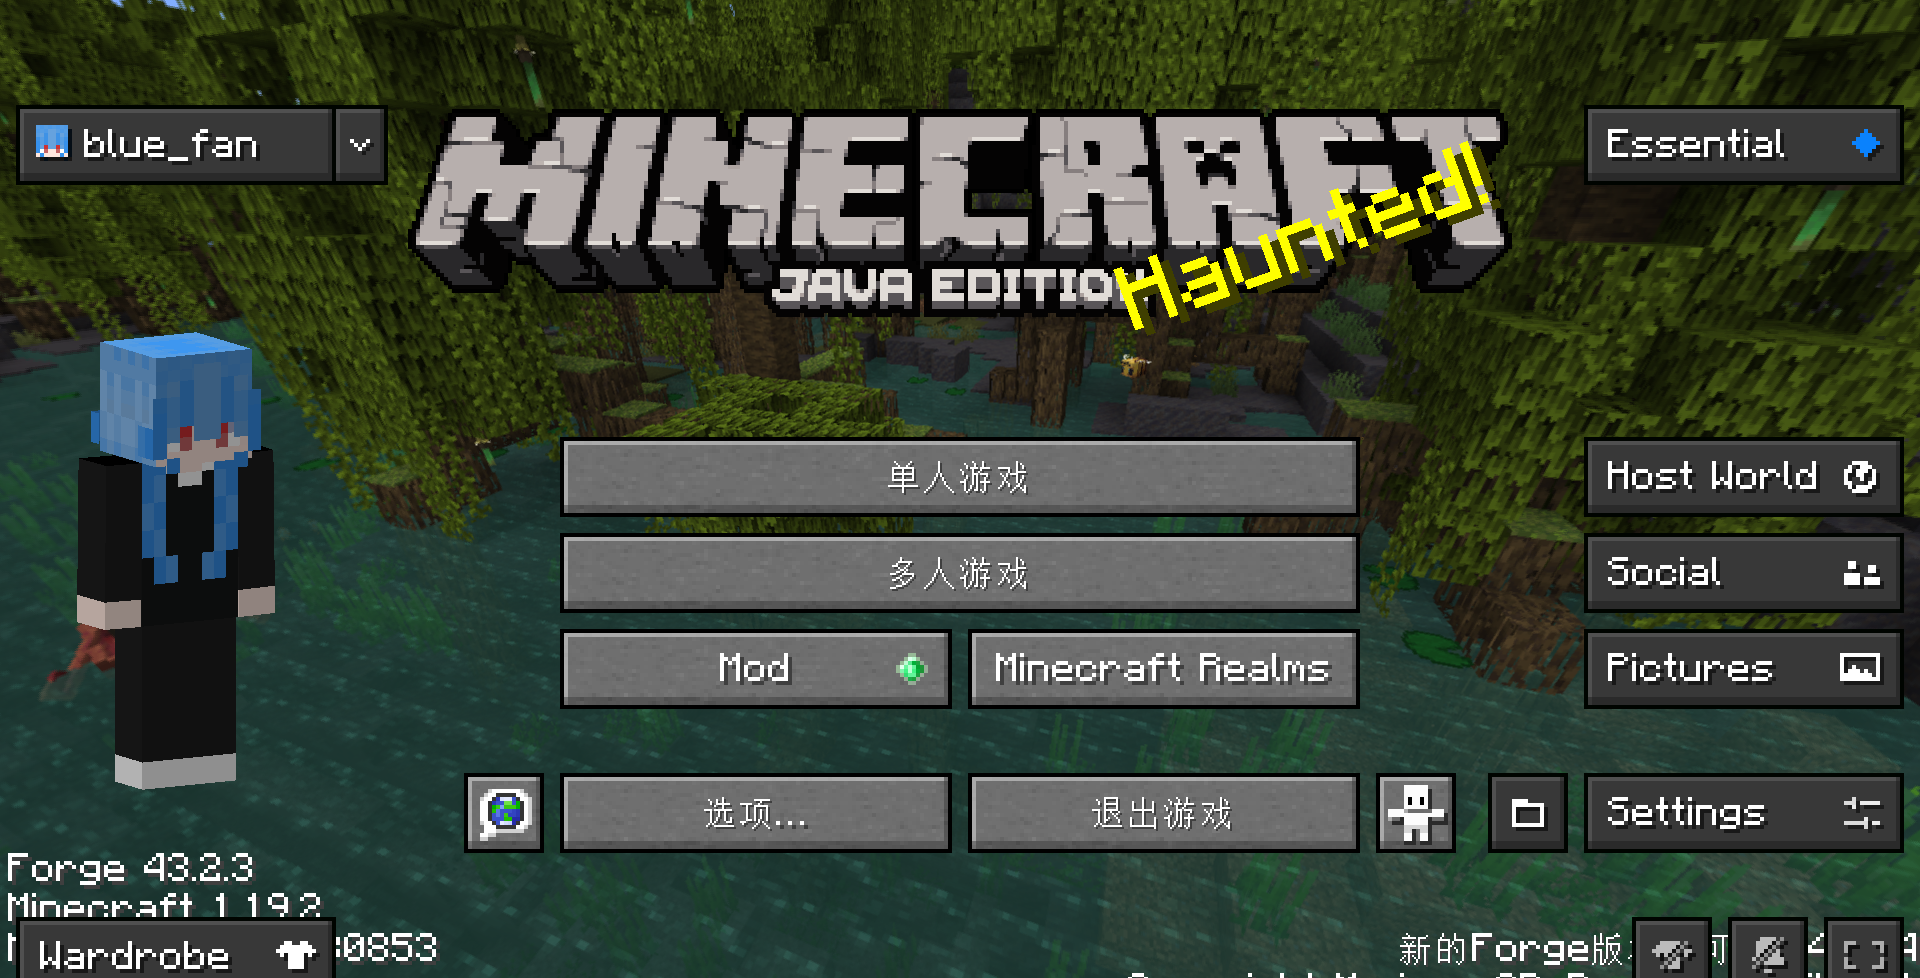 blue_fan
MINECRAFT
JAVA EDITION
Haunted!
Essential
单人游戏
Host World
多人游戏
Social
Mod
Minecraft Realms
Pictures
选项...
退出游戏
Settings
Forge 43.2.3
Minecraft 1.19.2
Wardrobe
0853
新的Forge版